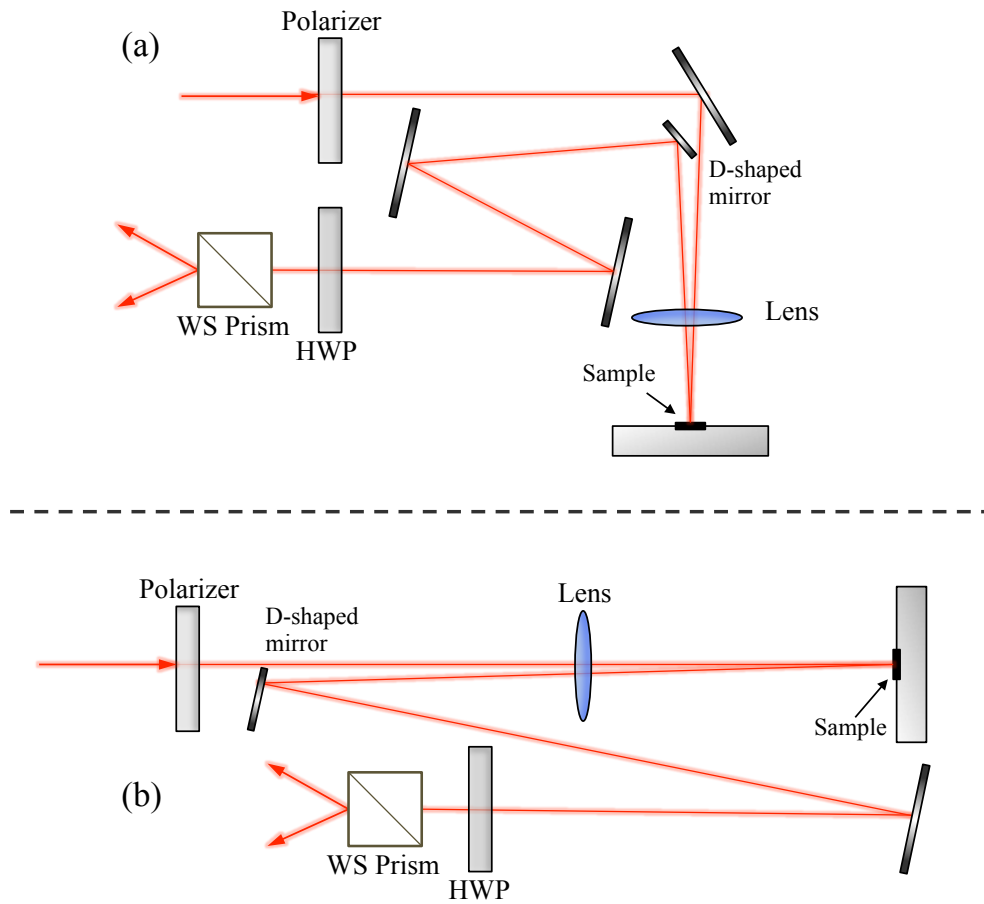 (a)
Polarizer
D-shaped
mirror
WS Prism
HWP
Lens
Sample
Polarizer
D-shaped
mirror
Lens
Sample
(b)
WS Prism
HWP